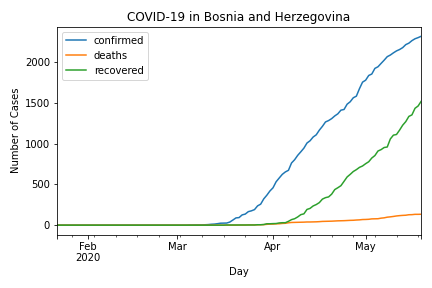 COVID-19 in Bosnia and Herzegovina
confirmed
deaths
recovered
Number of Cases
2000
1500
1000
500
0
Feb
2020
Mar
Apr
May
Day